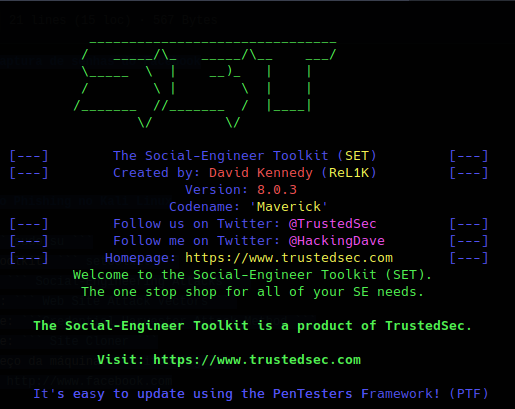 [---]        The Social-Engineer Toolkit (SET)         [---]
[---]        Created by: David Kennedy (ReL1K)         [---]
Version: 8.0.3
Codename: 'Maverick'
[---]        Follow us on Twitter: @TrustedSec         [---]
[---]        Follow me on Twitter: @HackingDave        [---]
[---]       Homepage: https://www.trustedsec.com       [---]
Welcome to the Social-Engineer Toolkit (SET).
The one stop shop for all of your SE needs.
The Social-Engineer Toolkit is a product of TrustedSec.
Visit: https://www.trustedsec.com
It's easy to update using the PenTesters Framework! (PTF)